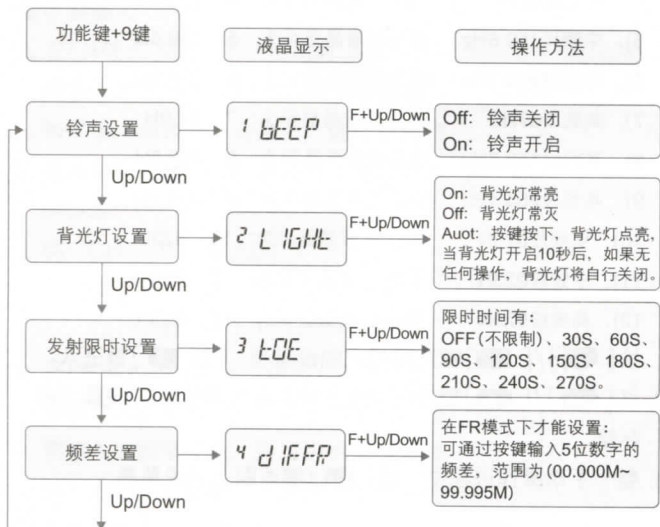 功能键+9键
液晶显示
操作方法
铃声设置
1 bEEP
F+Up/Down
Off: 铃声关闭
On: 铃声开启
Up/Down
背光灯设置
2 LIGHt
F+Up/Down
On: 背光灯常亮
Off: 背光灯常灭
Auot: 按键按下，背光灯点亮，
当背光灯开启10秒后，如果无
任何操作，背光灯将自行关闭。
Up/Down
发射限时设置
3 tOE
F+Up/Down
限时时间有:
OFF(不限制)、30S、60S、
90S、120S、150S、180S、
210S、240S、270S。
Up/Down
频差设置
4 dIFFR
F+Up/Down
在FR模式下才能设置:
可通过按键输入5位数字的
频差，范围为(00.000M~
99.995M)
Up/Down